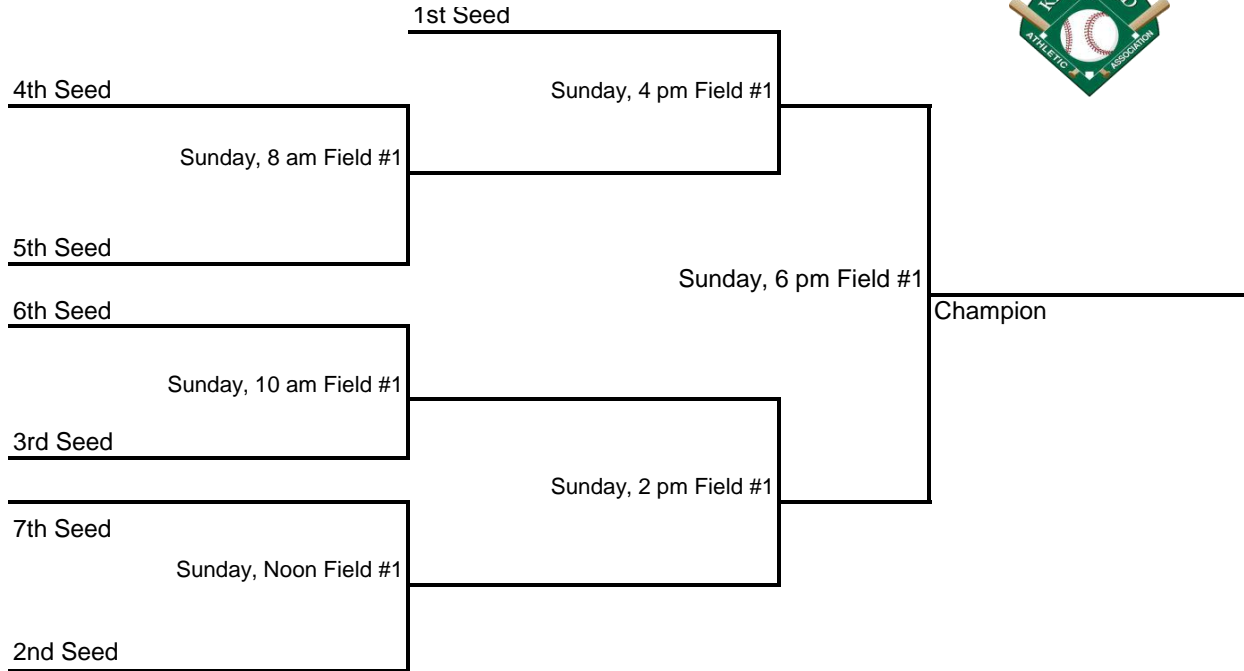 1st Seed
4th Seed
Sunday, 4 pm Field #1
Sunday, 8 am Field #1
5th Seed
Sunday, 6 pm Field #1
6th Seed
Champion
Sunday, 10 am Field #1
3rd Seed
Sunday, 2 pm Field #1
7th Seed
Sunday, Noon Field #1
2nd Seed
ATHLETIC ASSOCIATION